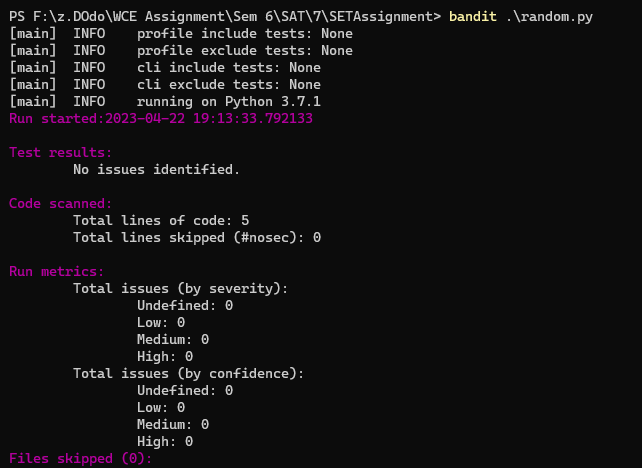 PS F:\z.DOdo\WCE Assignment\Sem 6\SAT\7\SETAssignment> bandit .\random.py
[main]  INFO    profile include tests: None
[main]  INFO    profile exclude tests: None
[main]  INFO    cli include tests: None
[main]  INFO    cli exclude tests: None
[main]  INFO    running on Python 3.7.1
Run started:2023-04-22 19:13:33.792133

Test results:
        No issues identified.

Code scanned:
        Total lines of code: 5
        Total lines skipped (#nosec): 0

Run metrics:
        Total issues (by severity):
                Undefined: 0
                Low: 0
                Medium: 0
                High: 0
        Total issues (by confidence):
                Undefined: 0
                Low: 0
                Medium: 0
                High: 0
Files skipped (0):